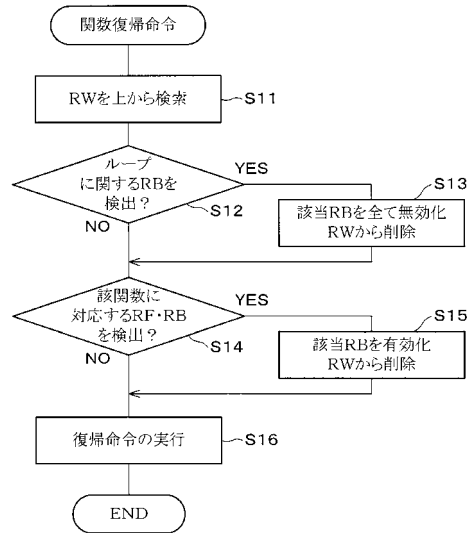 関数復帰命令
RWを上から検索
S11
ループ
に関するRBを
検出？
YES
S12
NO
S13
該当RBを全て無効化
RWから削除
該関数に
対応するRF・RB
を検出？
YES
S14
NO
S15
該当RBを有効化
RWから削除
復帰命令の実行
S16
END